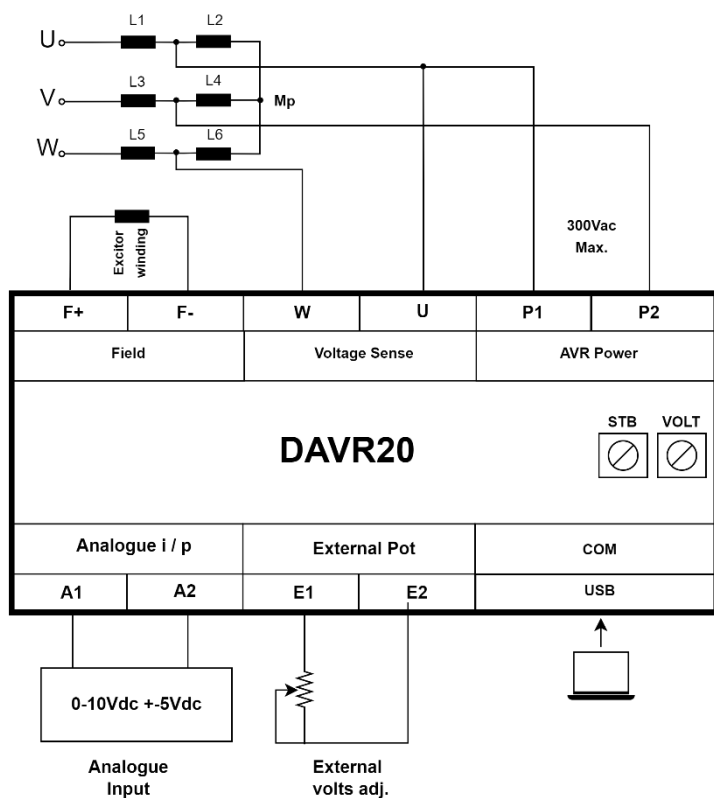 L1 L2
U
L3 L4
V
Mp
L5 L6
W
Excitor
winding
300Vac
Max.
F+ F- W U P1 P2
Field Voltage Sense AVR Power
STB VOLT
DAVR20
Analogue i / p External Pot COM
A1 A2 E1 E2 USB
0-10Vdc +-5Vdc
Analogue
Input
External
volts adj.